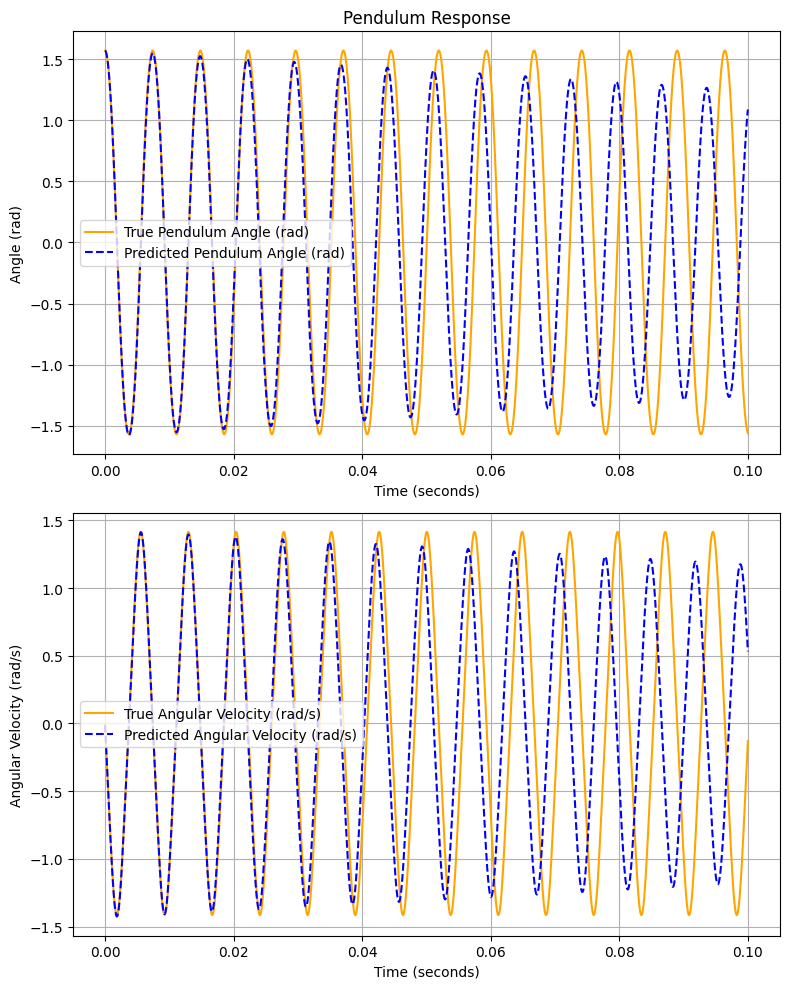 Pendulum Response
1.5
1.0
0.5
0.0
−0.5
−1.0
−1.5
Angle (rad)
True Pendulum Angle (rad)
Predicted Pendulum Angle (rad)
0.00 0.02 0.04 0.06 0.08 0.10
Time (seconds)
1.5
1.0
0.5
0.0
−0.5
−1.0
−1.5
Angular Velocity (rad/s)
True Angular Velocity (rad/s)
Predicted Angular Velocity (rad/s)
0.00 0.02 0.04 0.06 0.08 0.10
Time (seconds)